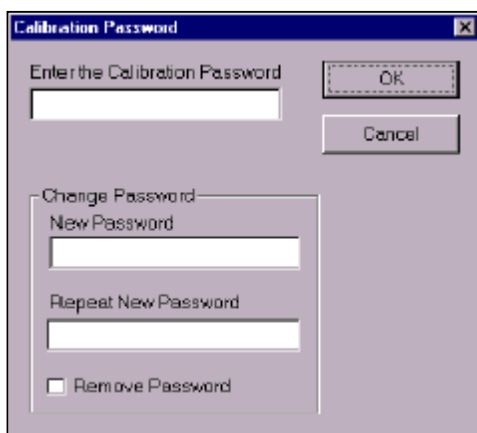 Calibration Password
Enter the Calibration Password
OK
Cancel
Change Password
New Password
Repeat New Password
Remove Password